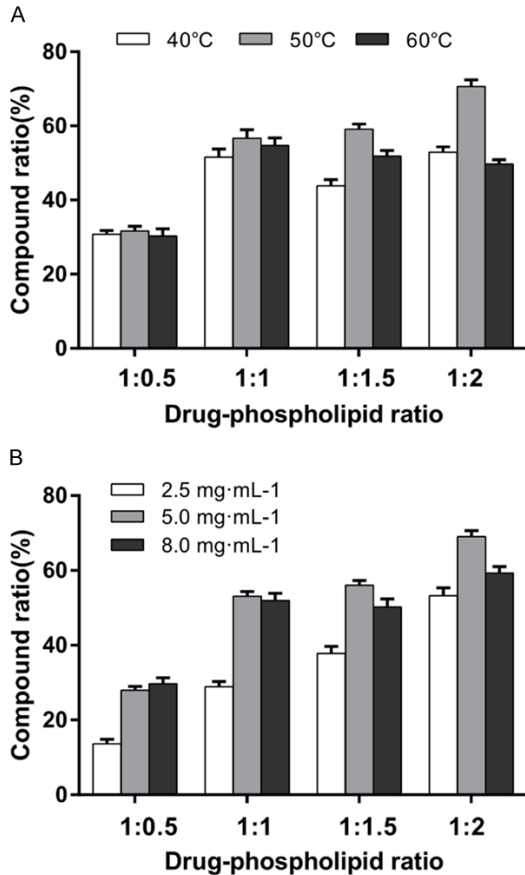 A
40°C 50°C 60°C
80
60
40
20
0
Compound ratio(%)
1:0.5 1:1 1:1.5 1:2
Drug-phospholipid ratio
B
2.5 mg·mL-1
5.0 mg·mL-1
8.0 mg·mL-1
80
60
40
20
0
Compound ratio(%)
1:0.5 1:1 1:1.5 1:2
Drug-phospholipid ratio